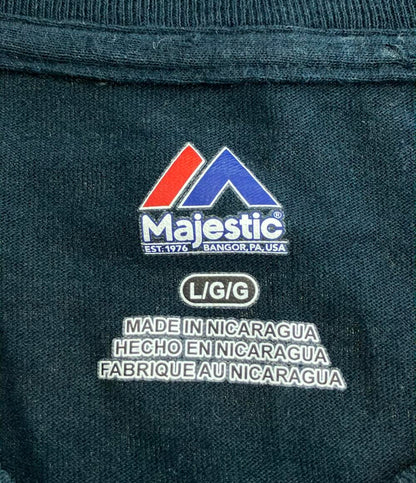 Majestic®
EST. 1976 BANGOR, PA, USA
L/G/G
MADE IN NICARAGUA
HECHO EN NICARAGUA
FABRIQUE AU NICARAGUA